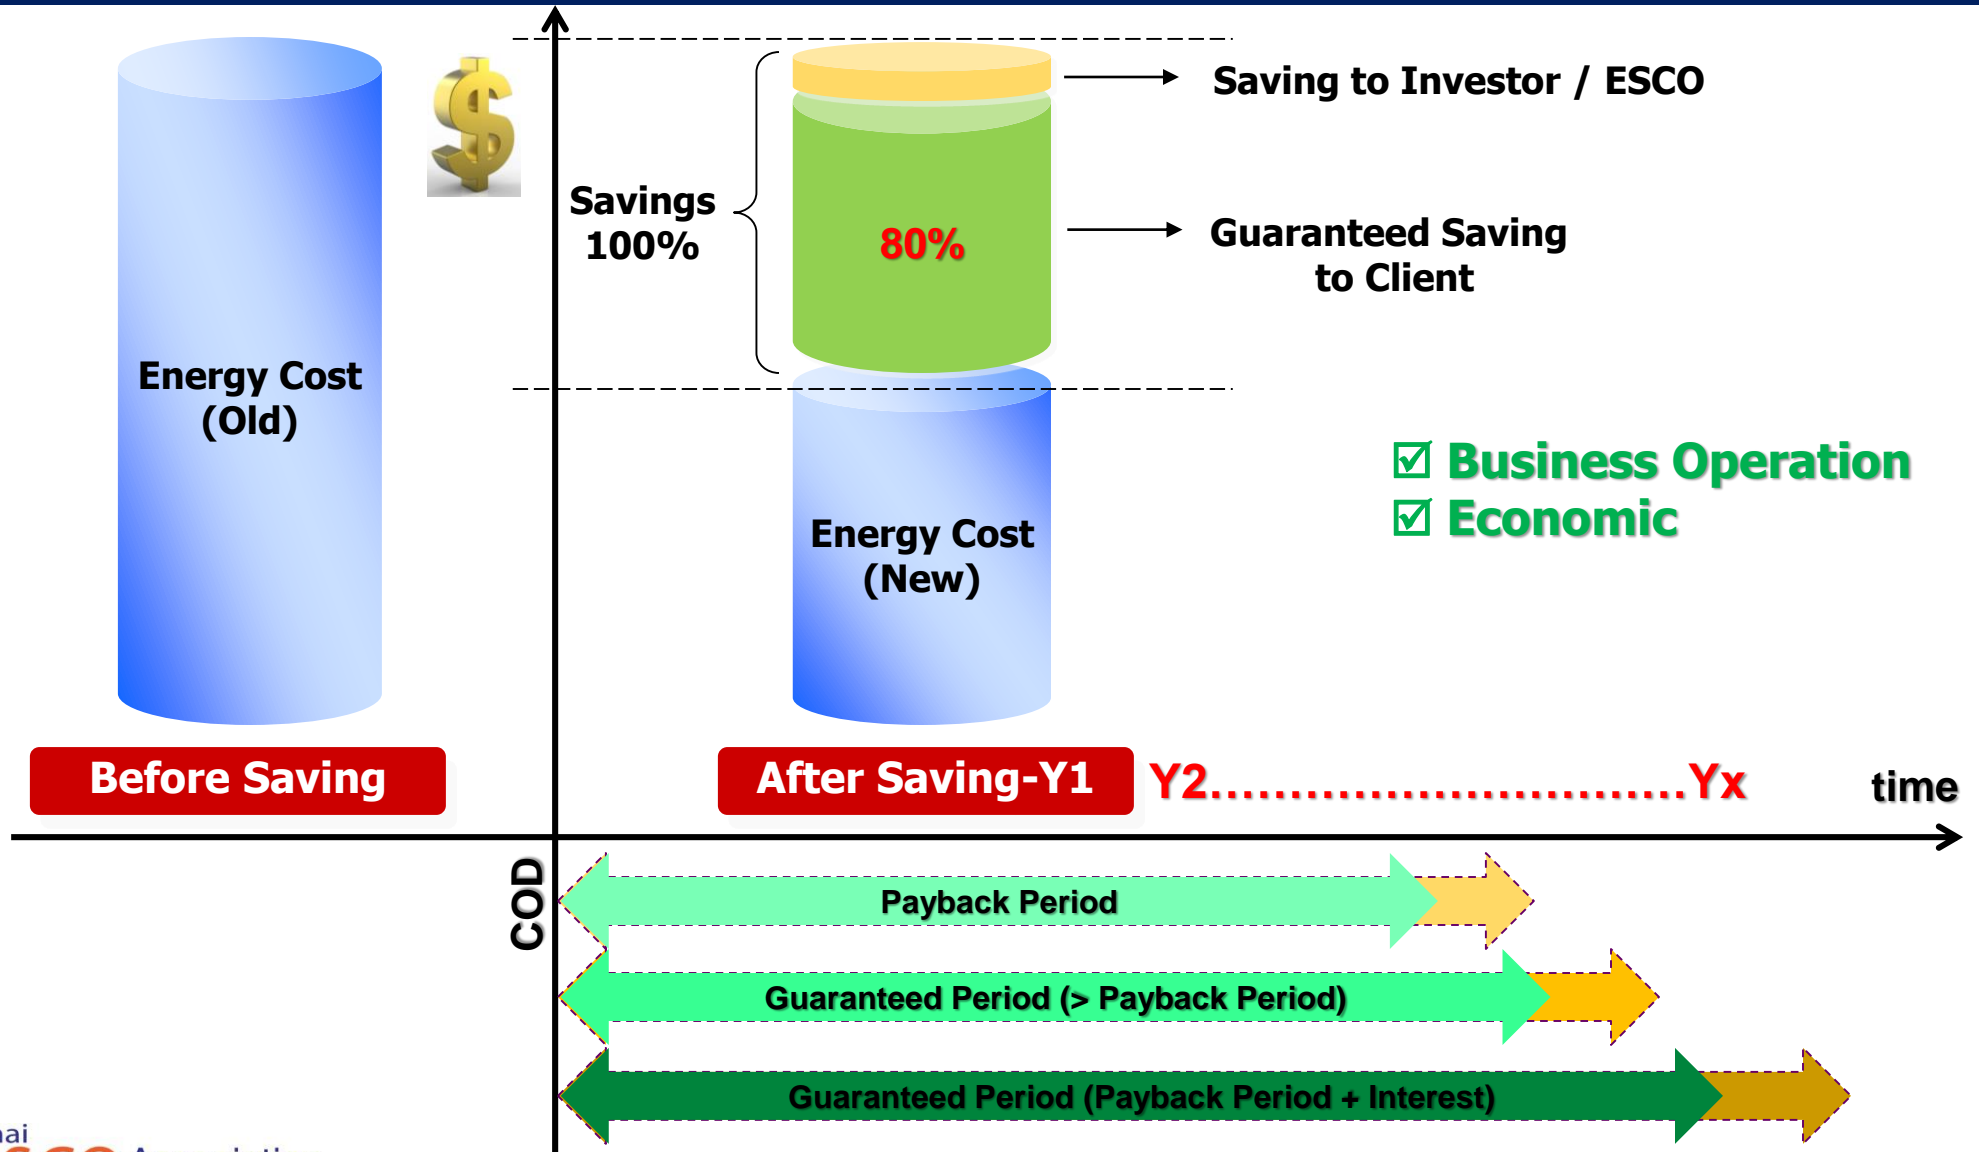 Saving to Investor / ESCO
Savings
100%
80%
Guaranteed Saving
to Client
Energy Cost
(Old)
Business Operation
Economic
Energy Cost
(New)
Before Saving
After Saving-Y1
Y2..............................Yx
time
COD
Payback Period
Guaranteed Period (> Payback Period)
Guaranteed Period (Payback Period + Interest)